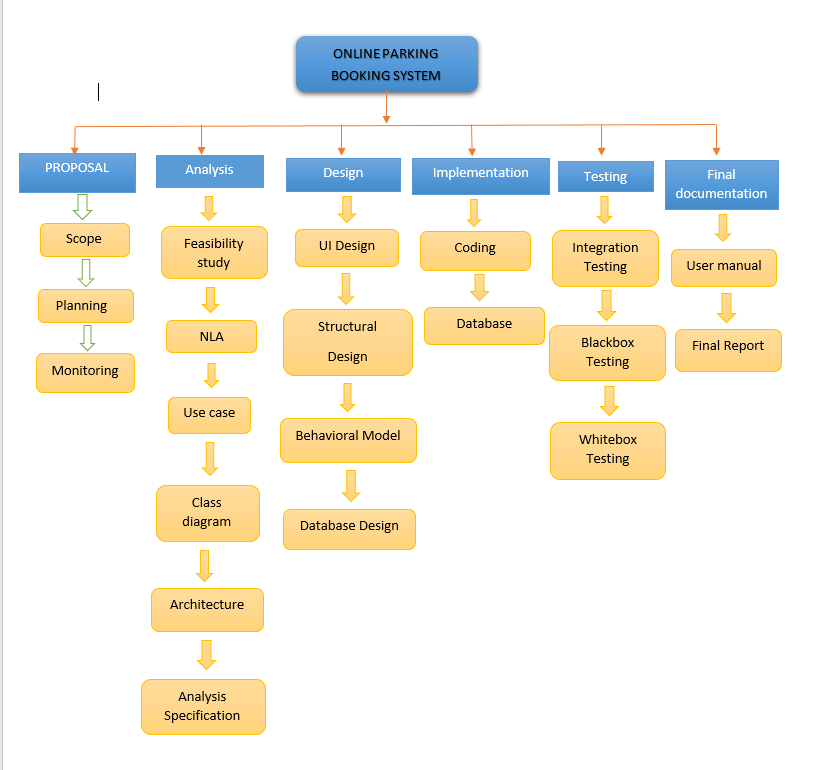 ONLINE PARKING
BOOKING SYSTEM
PROPOSAL
Scope
Planning
Monitoring
Analysis
Feasibility
study
NLA
Use case
Class
diagram
Architecture
Analysis
Specification
Design
UI Design
Structural
Design
Behavioral Model
Database Design
Implementation
Coding
Database
Testing
Integration
Testing
Blackbox
Testing
Whitebox
Testing
Final
documentation
User manual
Final Report